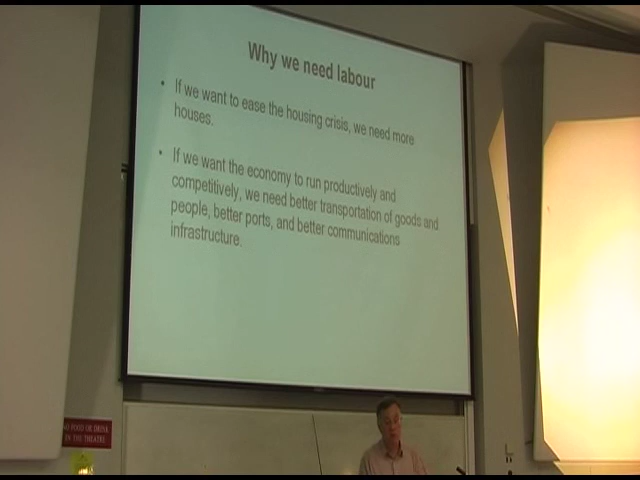 Why we need labour
• If we want to ease the housing crisis, we need more
houses.
• If we want the economy to run productively and
competitively, we need better transportation of goods and
people, better ports, and better communications
infrastructure.
NO FOOD OR DRINK
IN THE THEATRE